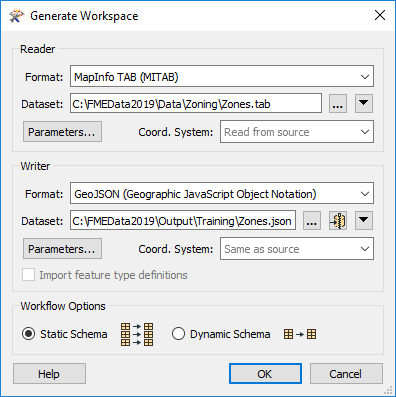 Generate Workspace
Reader
Format: MapInfo TAB (MITAB)
Dataset: C:\FMEData2019\Data\Zoning\Zones.tab ...
Parameters... Coord. System: Read from source
Writer
Format: GeoJSON (Geographic JavaScript Object Notation)
Dataset: C:\FMEData2019\Output\Training\Zones.json ...
Parameters... Coord. System: Same as source
Import feature type definitions
Workflow Options
Static Schema Dynamic Schema
Help OK Cancel